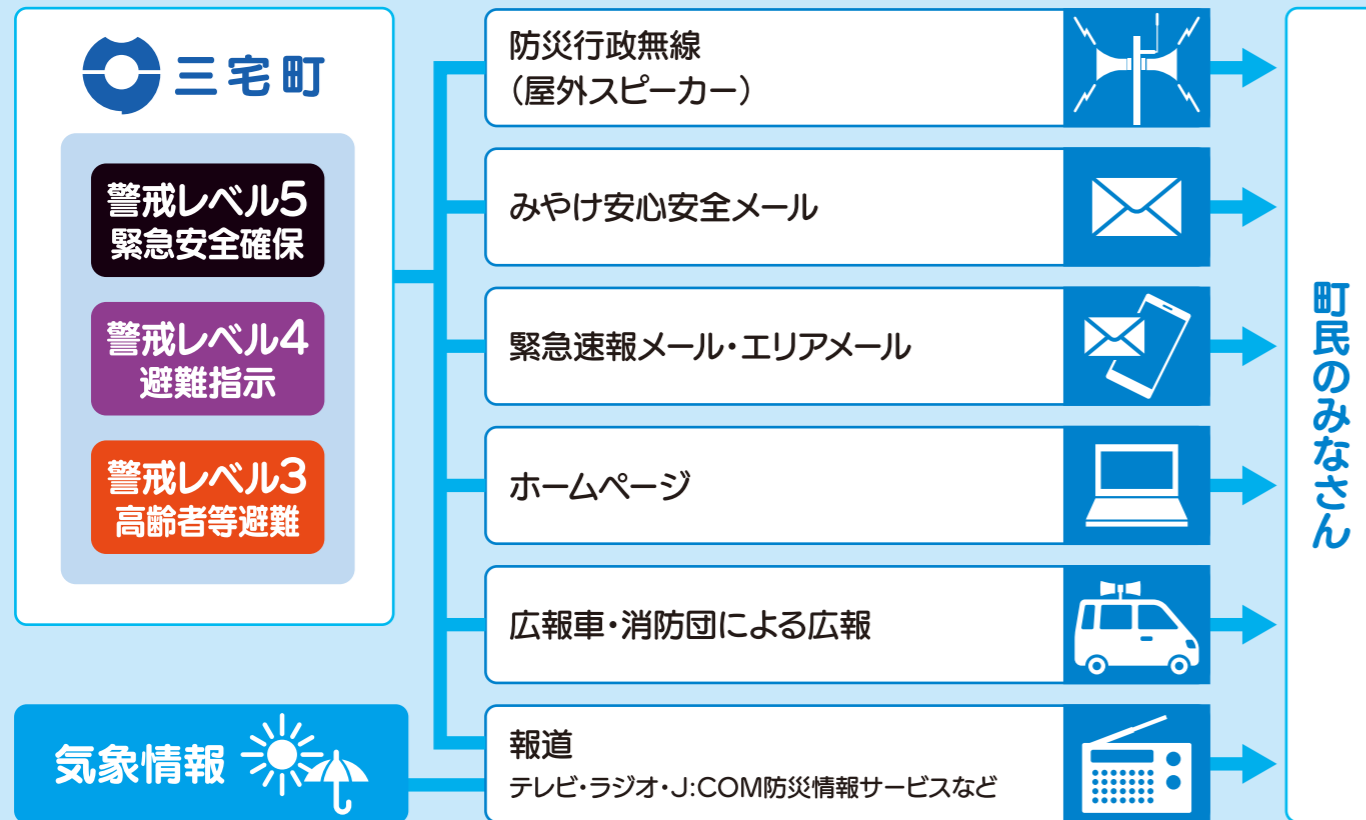 三宅町
警戒レベル5
緊急安全確保
警戒レベル4
避難指示
警戒レベル3
高齢者等避難
気象情報
防災行政無線
（屋外スピーカー）
みやけ安心安全メール
緊急速報メール・エリアメール
ホームページ
広報車・消防団による広報
報道
テレビ・ラジオ・J:COM防災情報サービスなど
町民のみなさん